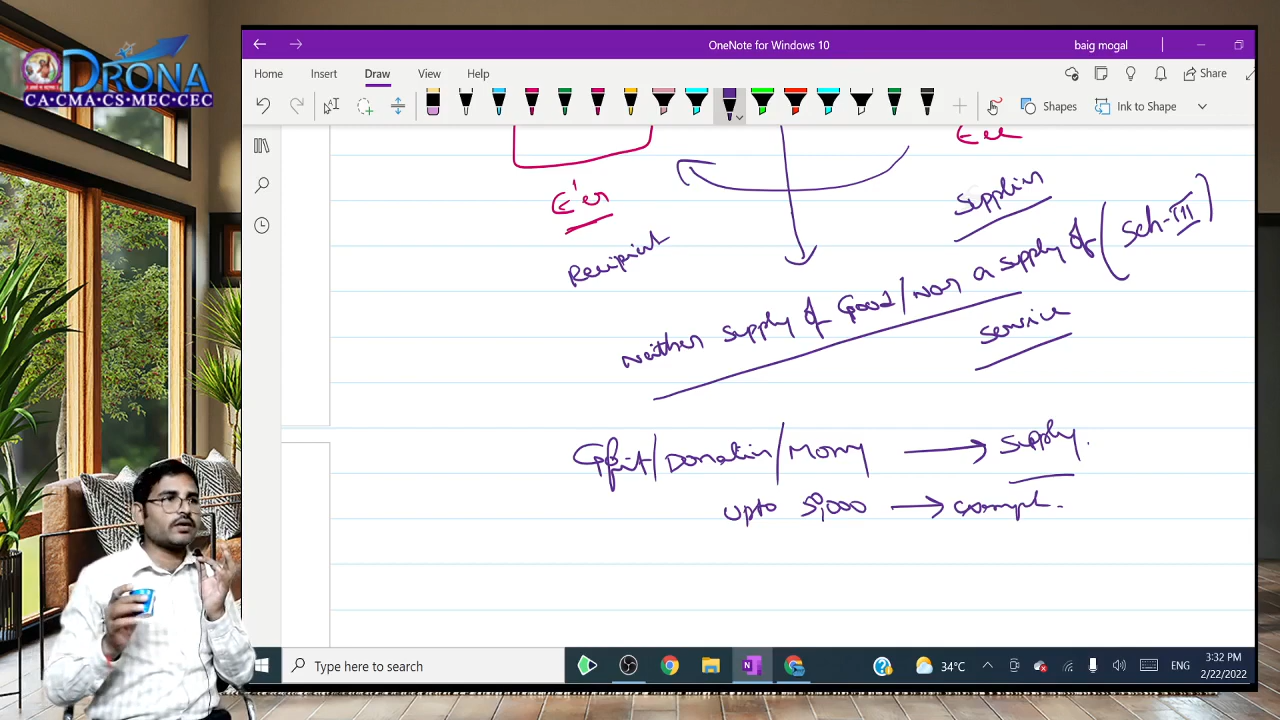 DRONA
CA•CMA•CS•MEC•CEC
OneNote for Windows 10
baig mogal
Home Insert Draw View Help
Share
Shapes
Ink to Shape
E'er
Eee
Recipient
Supplier
Neither Supply of Good/Nor a supply of (Sch-III)
Service
Gift/Donation/Money → Supply.
upto 50,000 → exempt.
Type here to search
34°C
ENG
3:32 PM
2/22/2022